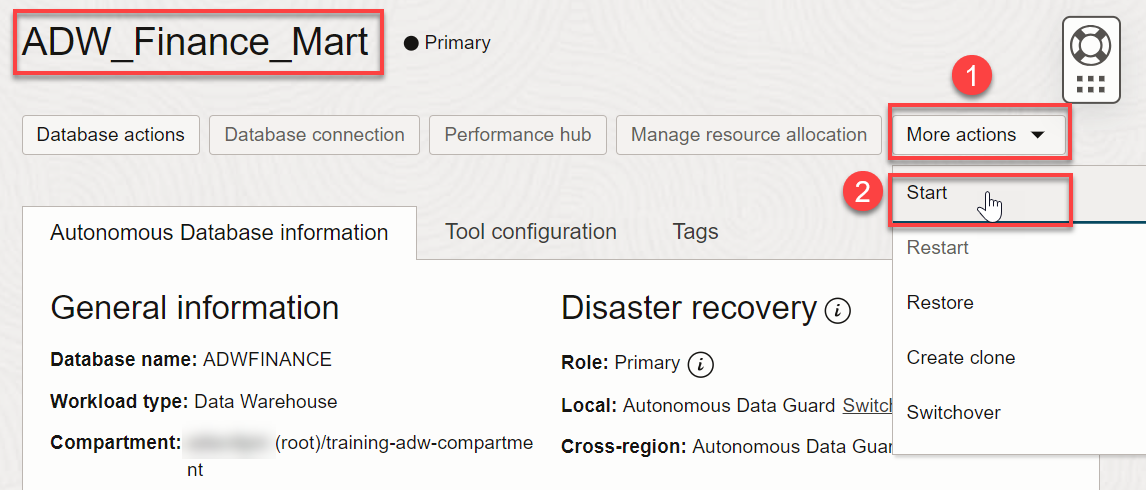 ADW_Finance_Mart
Primary
1
Database actions
Database connection
Performance hub
Manage resource allocation
More actions
2
Start
Restart
Restore
Create clone
Switchover
Autonomous Database information
Tool configuration
Tags
General information
Database name: ADWFINANCE
Workload type: Data Warehouse
Compartment: (root)/training-adw-compartme
nt
Disaster recovery i
Role: Primary i
Local: Autonomous Data Guard Switch
Cross-region: Autonomous Data Guar